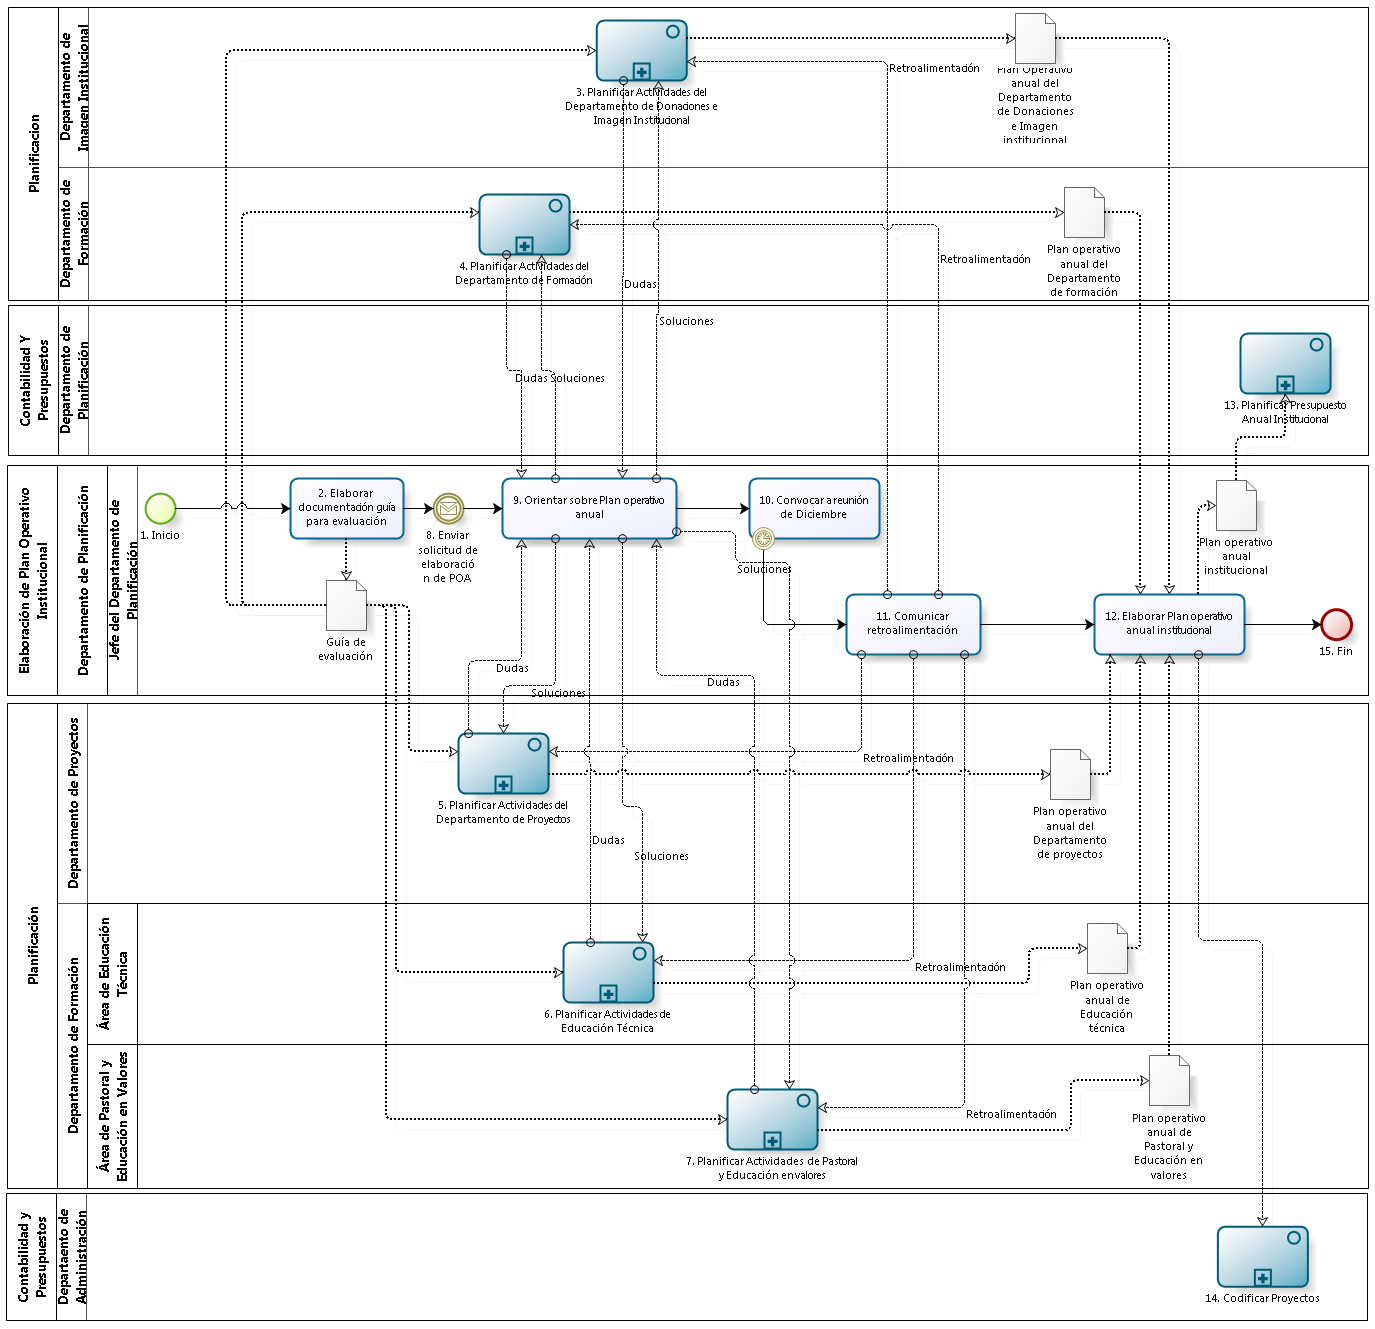 Planificacion
Departamento de
Imagen Institucional
3. Planificar Actividades del
Departamento de Donaciones e
Imagen Institucional
Retroalimentación
Plan Operativo
anual del
Departamento
de Donaciones
e Imagen
institucional
Departamento de
Formación
4. Planificar Actividades del
Departamento de Formación
Retroalimentación
Plan operativo
anual del
Departamento
de formación
Dudas
Soluciones
Contabilidad Y
Presupuestos
Departamento de
Planificación
Dudas
Soluciones
13. Planificar Presupuesto
Anual Institucional
Elaboración de Plan Operativo
Institucional
Departamento de Planificación
Jefe del Departamento de
Planificación
1. Inicio
2. Elaborar
documentación guía
para evaluación
8. Enviar
solicitud de
elaboració
n de POA
9. Orientar sobre Plan operativo
anual
10. Convocar a reunión
de Diciembre
Plan operativo
anual
institucional
Soluciones
Guía de
evaluación
11. Comunicar
retroalimentación
12. Elaborar Plan operativo
anual institucional
15. Fin
Dudas
Soluciones
Dudas
Planificación
Departamento de Proyectos
5. Planificar Actividades del
Departamento de Proyectos
Retroalimentación
Plan operativo
anual del
Departamento
de proyectos
Dudas
Soluciones
Departamento de Formación
Área de Educación
Técnica
6. Planificar Actividades de
Educación Técnica
Retroalimentación
Plan operativo
anual de
Educación
técnica
Área de Pastoral y
Educación en Valores
7. Planificar Actividades de Pastoral
y Educación en valores
Retroalimentación
Plan operativo
anual de
Pastoral y
Educación en
valores
Contabilidad y
Presupuestos
Departaento de
Administración
14. Codificar Proyectos